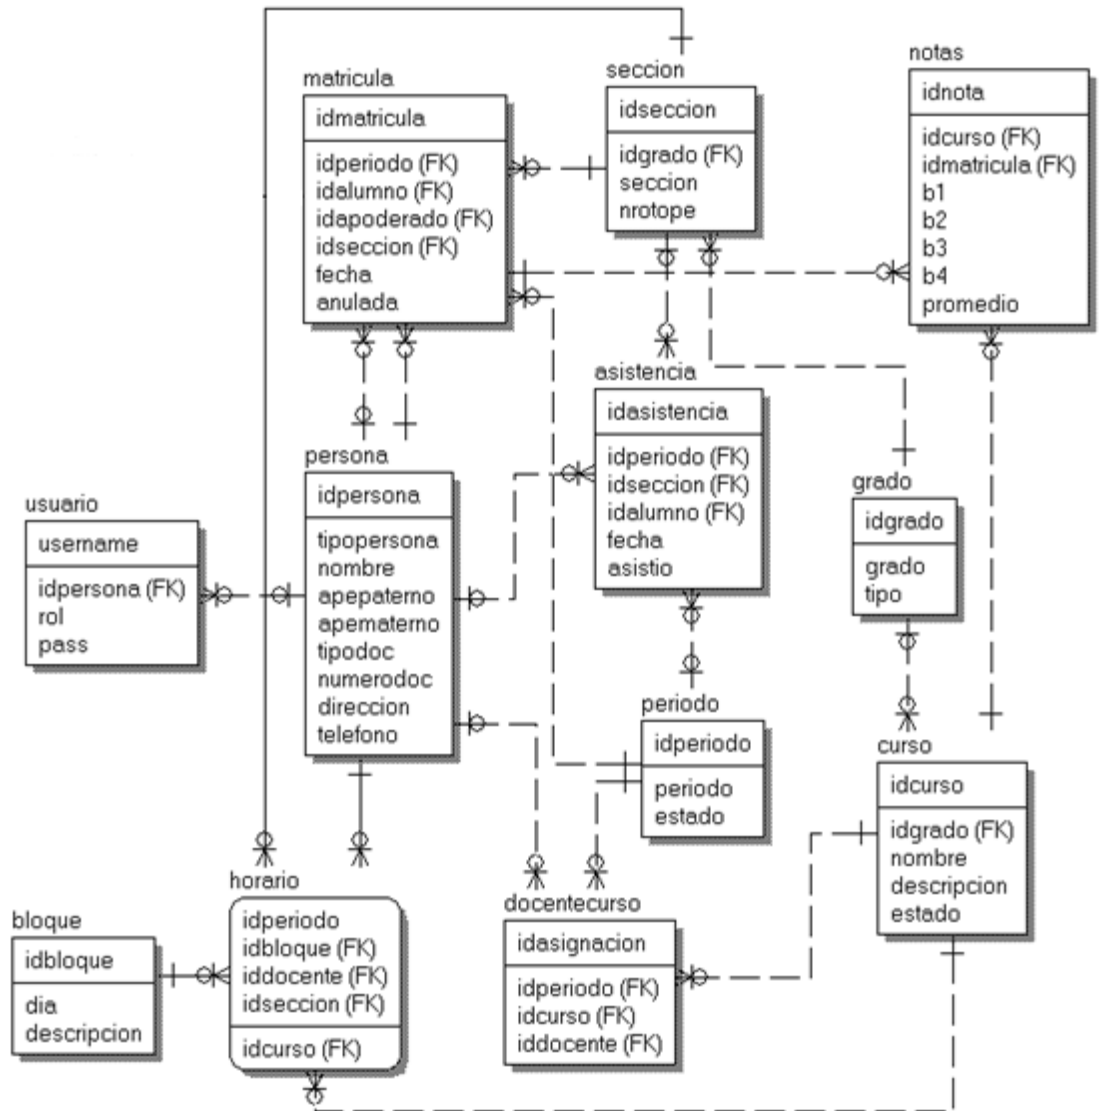 matricula
idmatricula
idperiodo (FK)
idalumno (FK)
idapoderado (FK)
idseccion (FK)
fecha
anulada
seccion
idseccion
idgrado (FK)
seccion
nrotope
notas
idnota
idcurso (FK)
idmatricula (FK)
b1
b2
b3
b4
promedio
asistencia
idasistencia
idperiodo (FK)
idseccion (FK)
idalumno (FK)
fecha
asistio
persona
idpersona
tipopersona
nombre
apepaterno
apematerno
tipodoc
numerodoc
direccion
telefono
usuario
username
idpersona (FK)
rol
pass
grado
idgrado
grado
tipo
periodo
idperiodo
periodo
estado
curso
idcurso
idgrado (FK)
nombre
descripcion
estado
horario
idperiodo
idbloque (FK)
iddocente (FK)
idseccion (FK)
idcurso (FK)
bloque
idbloque
dia
descripcion
docentecurso
idasignacion
idperiodo (FK)
idcurso (FK)
iddocente (FK)